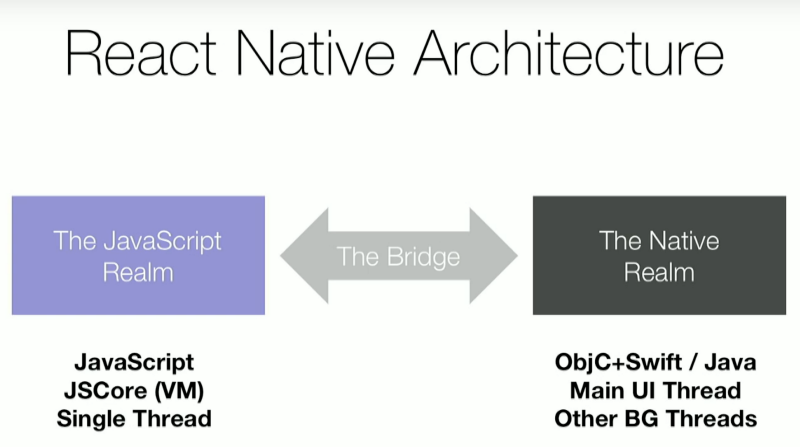 React Native Architecture
The JavaScript
Realm
The Bridge
The Native
Realm
JavaScript
JSCore (VM)
Single Thread
ObjC+Swift / Java
Main UI Thread
Other BG Threads